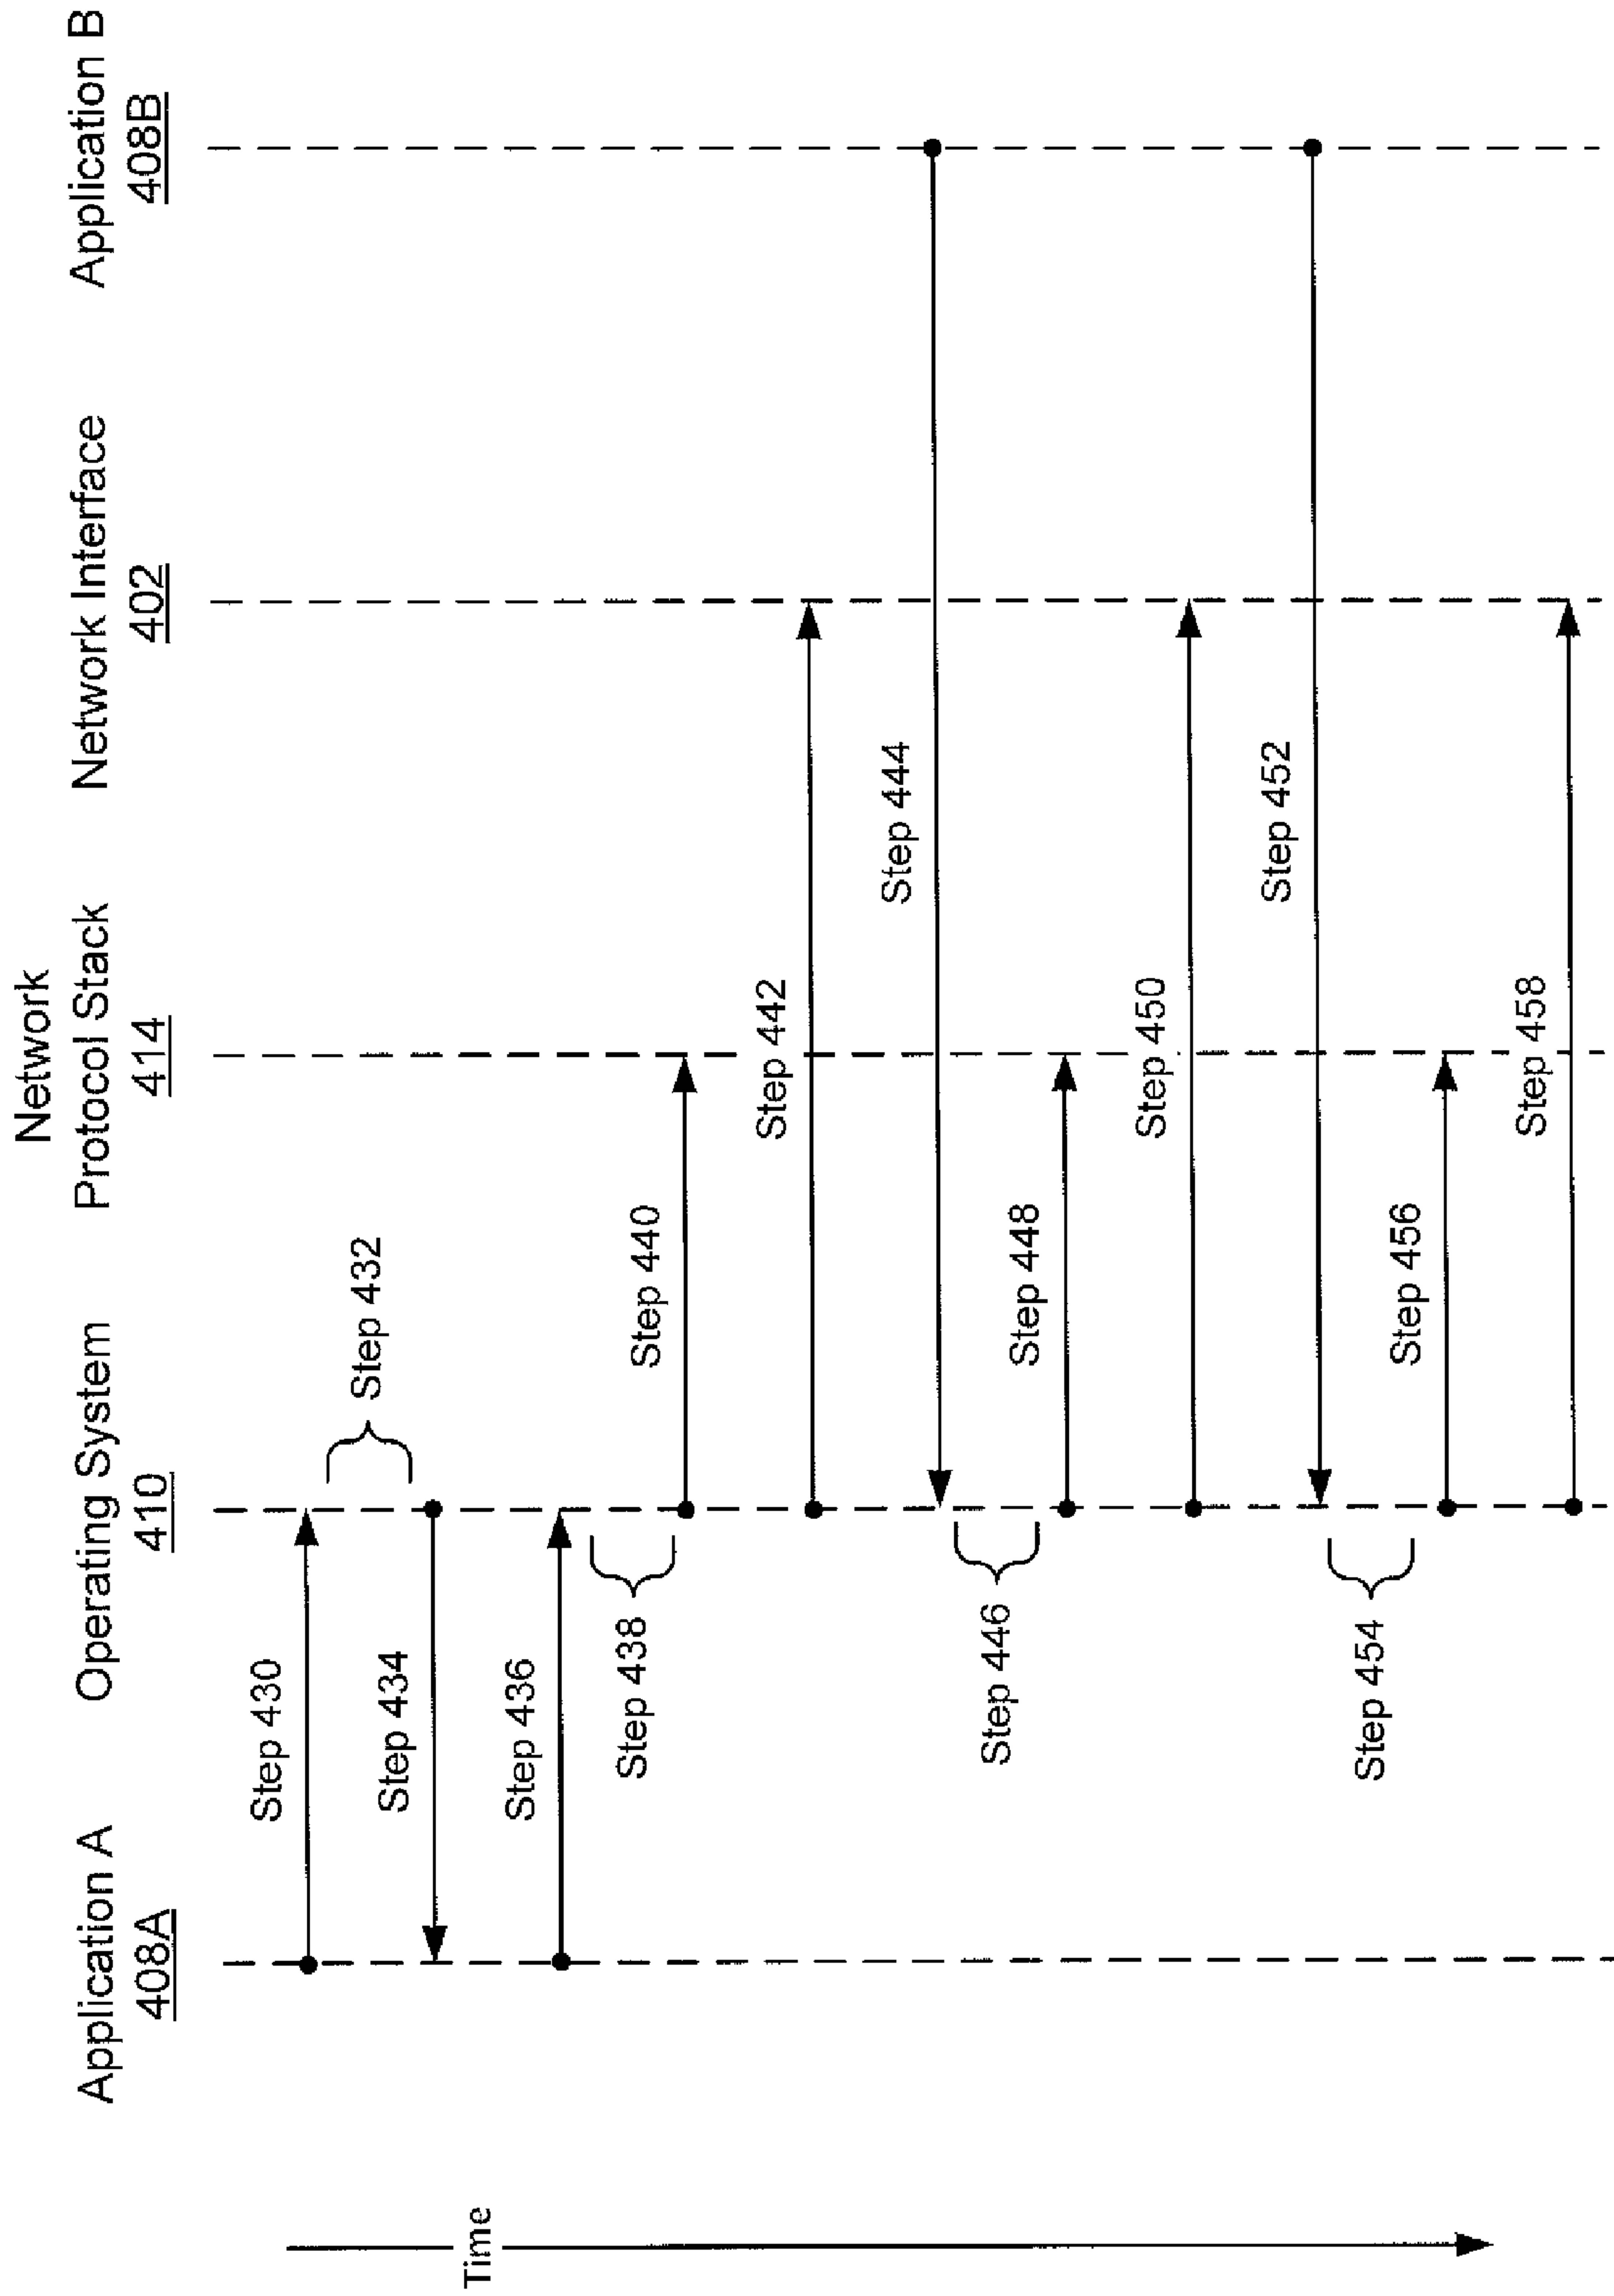 Application A
408A
Operating System
410
Network
Protocol Stack
414
Network Interface
402
Application B
408B
Time
Step 430
Step 432
Step 434
Step 436
Step 438
Step 440
Step 442
Step 444
Step 446
Step 448
Step 450
Step 452
Step 454
Step 456
Step 458